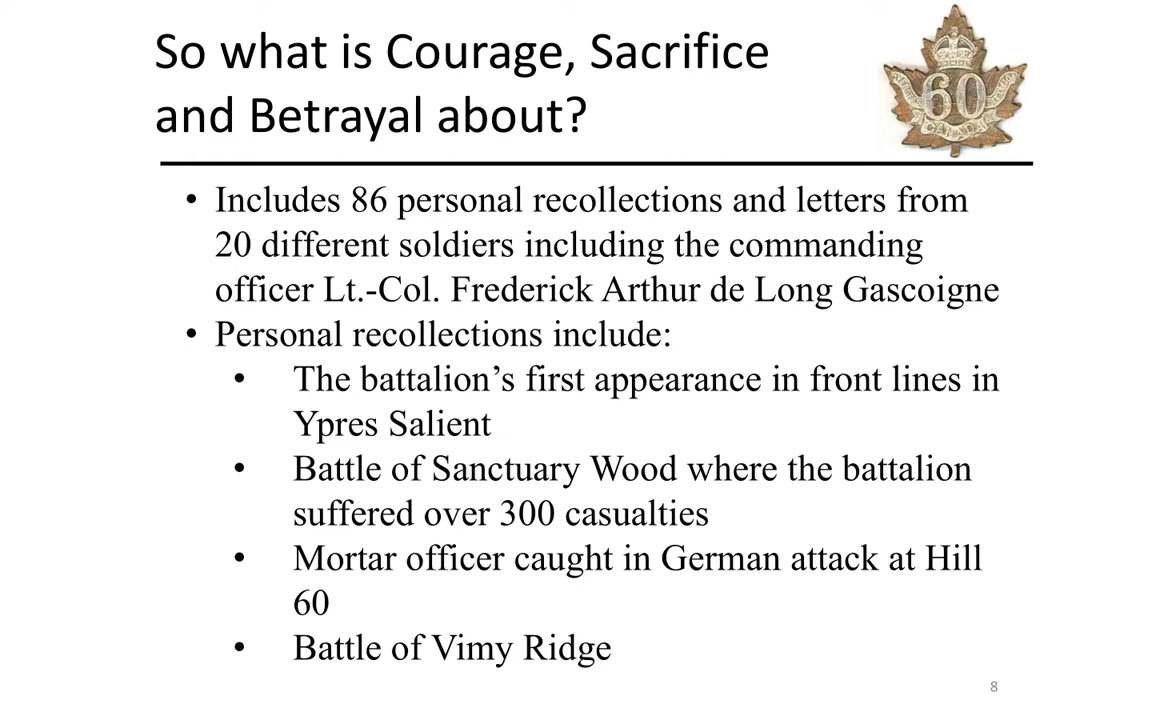 So what is Courage, Sacrifice
and Betrayal about?
60
CANADA
• Includes 86 personal recollections and letters from
20 different soldiers including the commanding
officer Lt.-Col. Frederick Arthur de Long Gascoigne
• Personal recollections include:
• The battalion’s first appearance in front lines in
Ypres Salient
• Battle of Sanctuary Wood where the battalion
suffered over 300 casualties
• Mortar officer caught in German attack at Hill
60
• Battle of Vimy Ridge
8